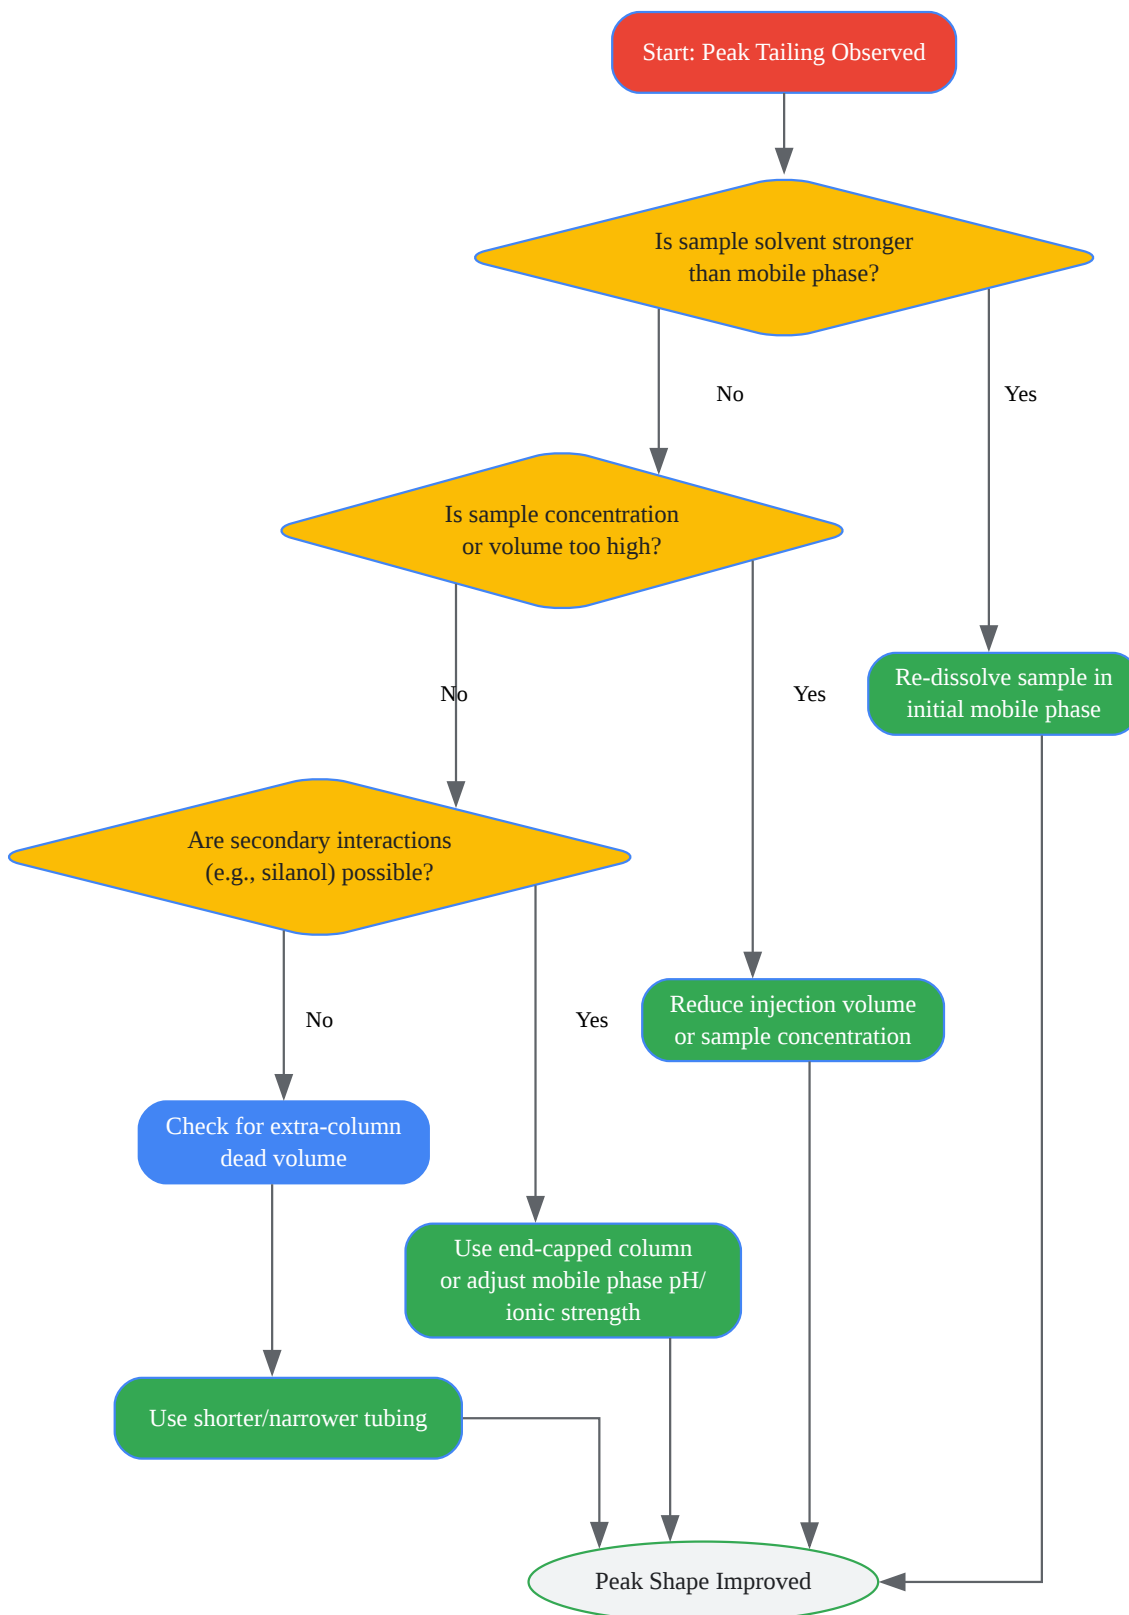 Start: Peak Tailing Observed
Is sample solvent stronger
than mobile phase?
No
Yes
Is sample concentration
or volume too high?
No
Yes
Re-dissolve sample in
initial mobile phase
Are secondary interactions
(e.g., silanol) possible?
No
Yes
Reduce injection volume
or sample concentration
Check for extra-column
dead volume
Use end-capped column
or adjust mobile phase pH/
ionic strength
Use shorter/narrower tubing
Peak Shape Improved